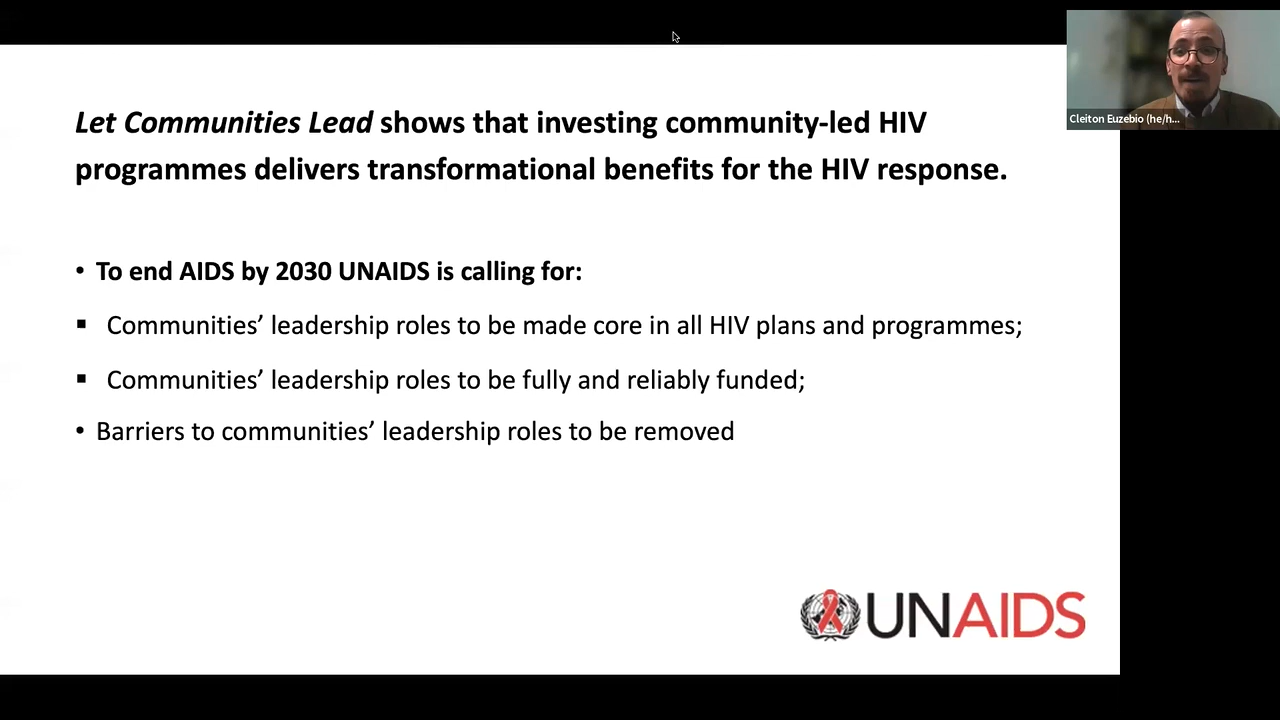 Let Communities Lead shows that investing community-led HIV
programmes delivers transformational benefits for the HIV response.
• To end AIDS by 2030 UNAIDS is calling for:
▪ Communities’ leadership roles to be made core in all HIV plans and programmes;
▪ Communities’ leadership roles to be fully and reliably funded;
• Barriers to communities’ leadership roles to be removed
UNAIDS
Cleiton Euzebio (he/h...